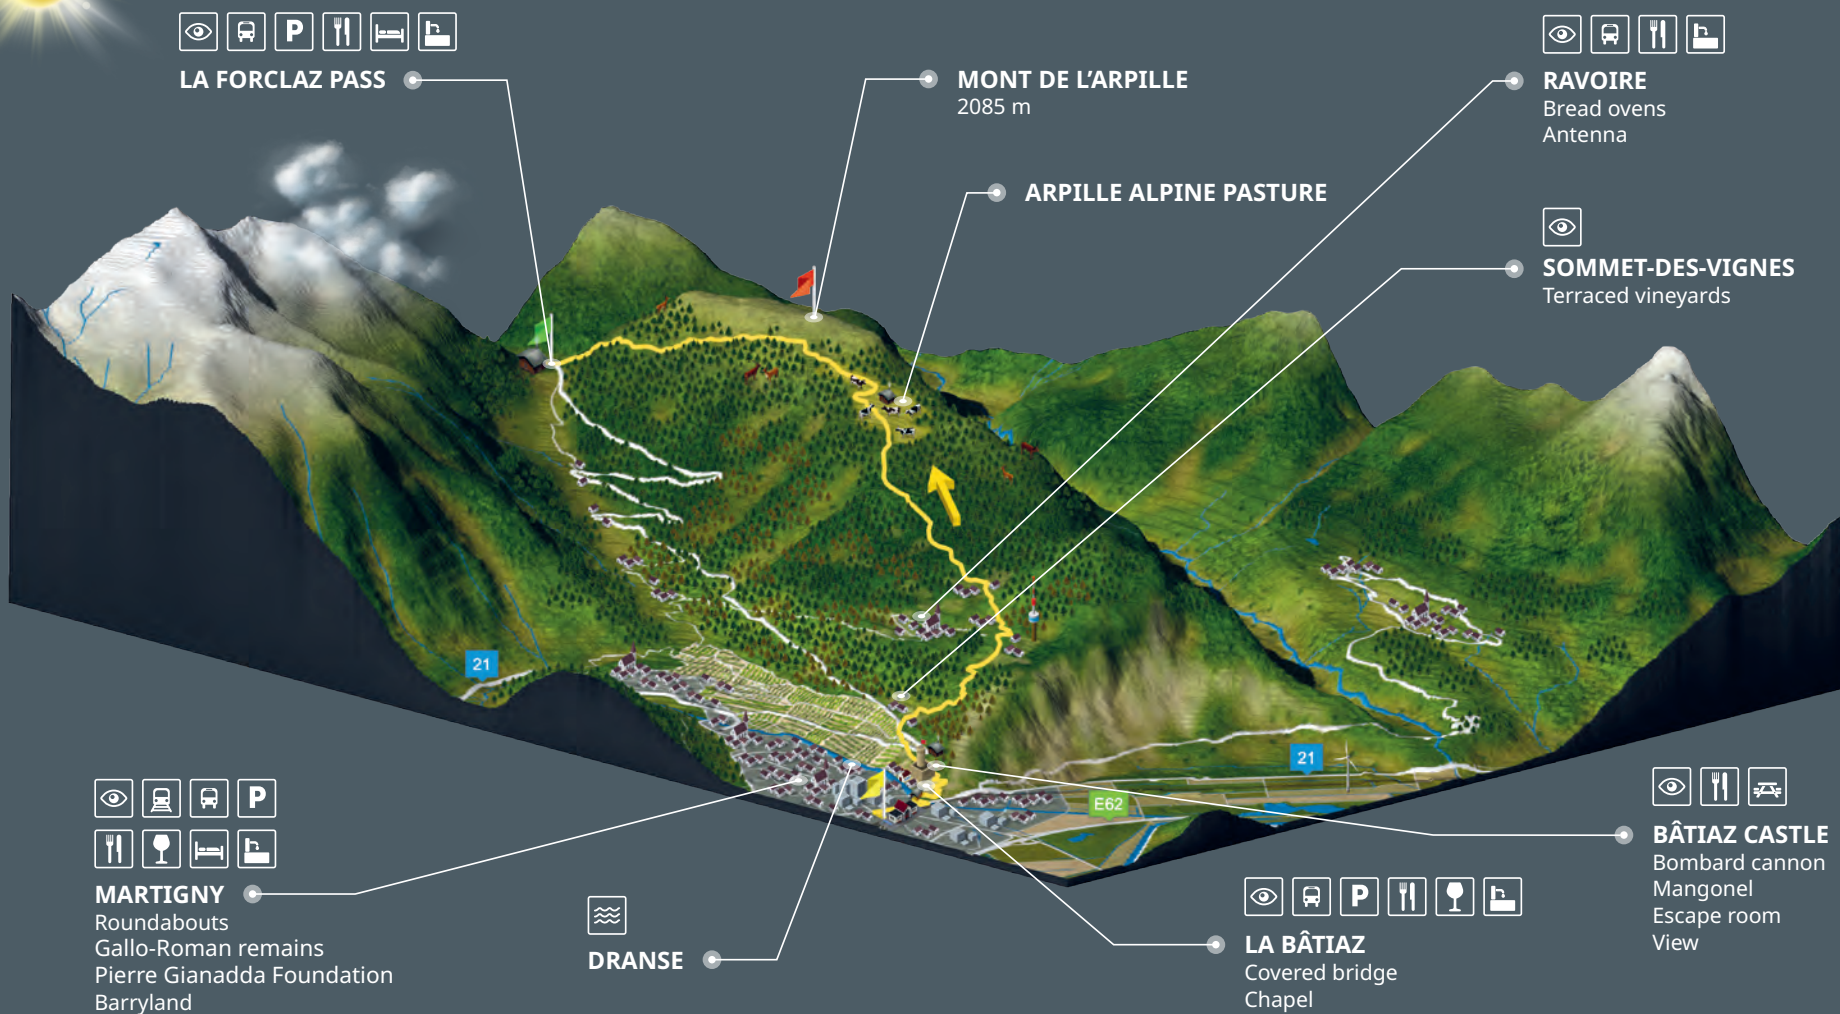 P
LA FORCLAZ PASS
MONT DE L’ARPILLE
2085 m
RAVOIRE
Bread ovens
Antenna
ARPILLE ALPINE PASTURE
SOMMET-DES-VIGNES
Terraced vineyards
21
21
E62
P
MARTIGNY
Roundabouts
Gallo-Roman remains
Pierre Gianadda Foundation
Barryland
DRANSE
P
LA BÂTIAZ
Covered bridge
Chapel
BÂTIAZ CASTLE
Bombard cannon
Mangonel
Escape room
View